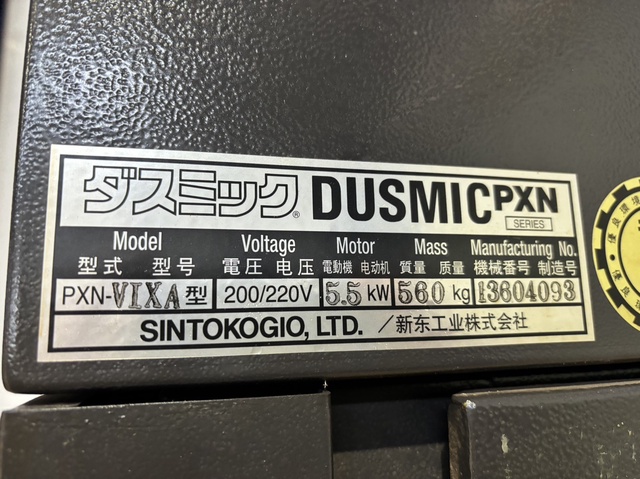 ダスミック® DUSMIC PXN
SERIES
Model Voltage Motor Mass Manufacturing No.
型式 型号 電圧 电压 電動機 电动机 質量 质量 機械番号 制造号
PXN-VIXA型 200/220V 5.5 kW 560 kg 13604093
SINTOKOGIO, LTD. /新东工业株式会社